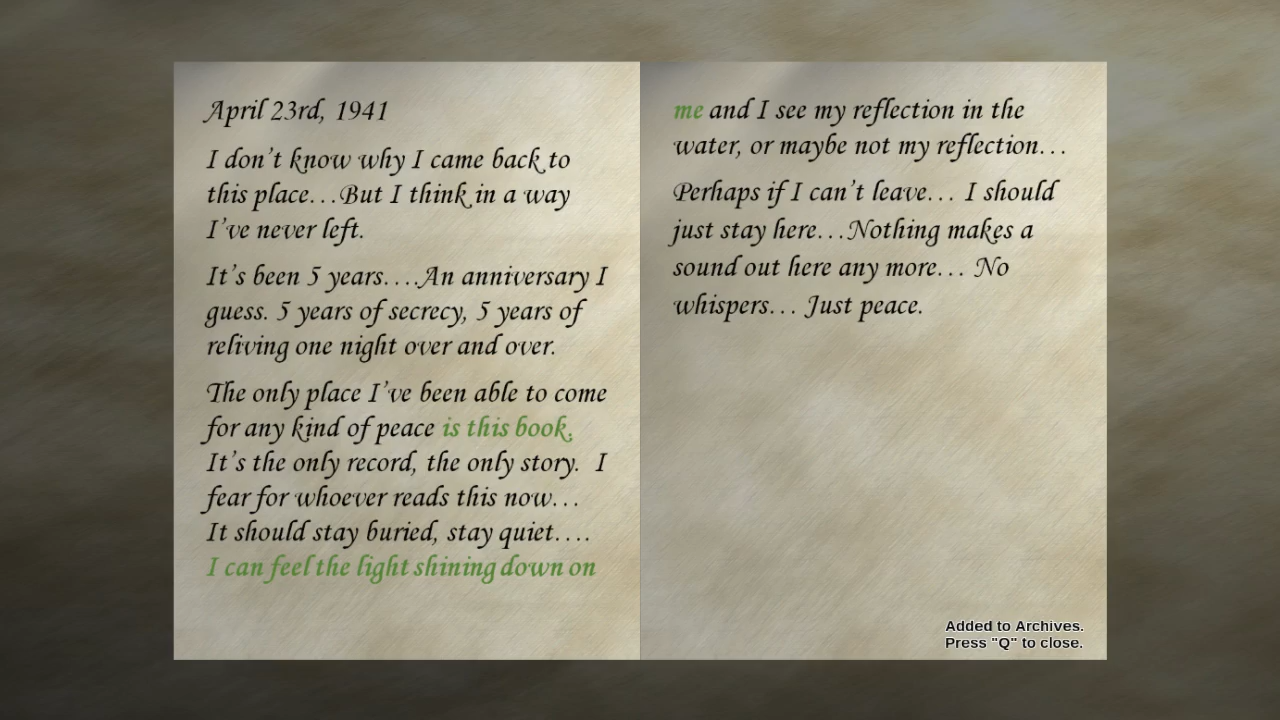 April 23rd, 1941
I don't know why I came back to
this place...But I think in a way
I've never left.
It's been 5 years....An anniversary I
guess. 5 years of secrecy, 5 years of
reliving one night over and over.
The only place I've been able to come
for any kind of peace is this book.
It's the only record, the only story.  I
fear for whoever reads this now...
It should stay buried, stay quiet....
I can feel the light shining down on
me and I see my reflection in the
water, or maybe not my reflection...
Perhaps if I can't leave... I should
just stay here...Nothing makes a
sound out here any more... No
whispers... Just peace.
Added to Archives.
Press "Q" to close.